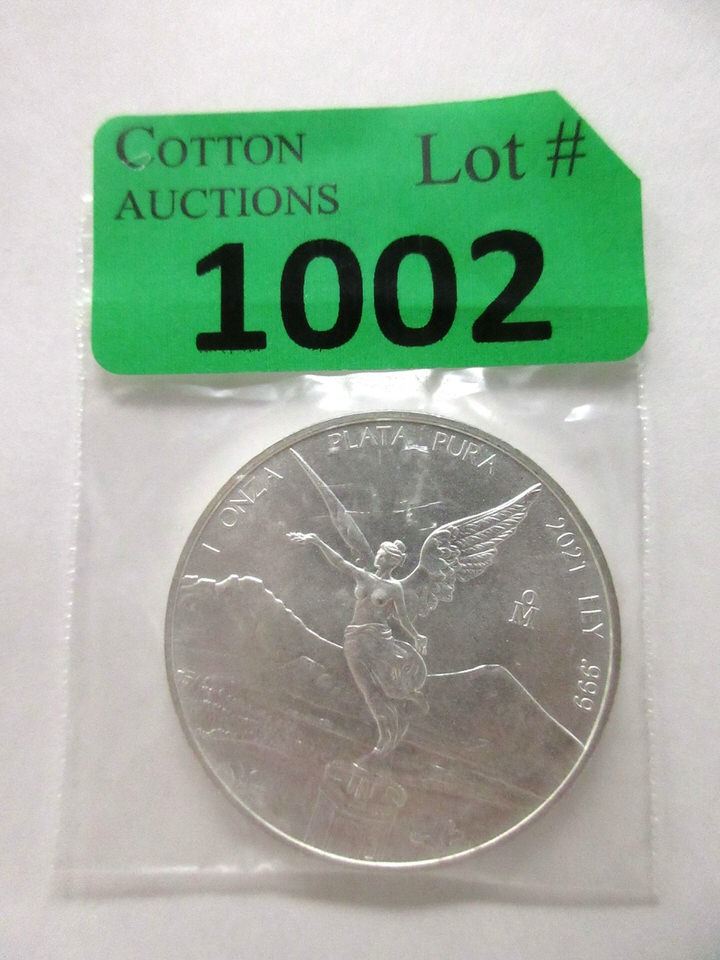 COTTON
AUCTIONS
Lot #
1002
1 ONZA PLATA PURA 2021 LEY .999
M
O